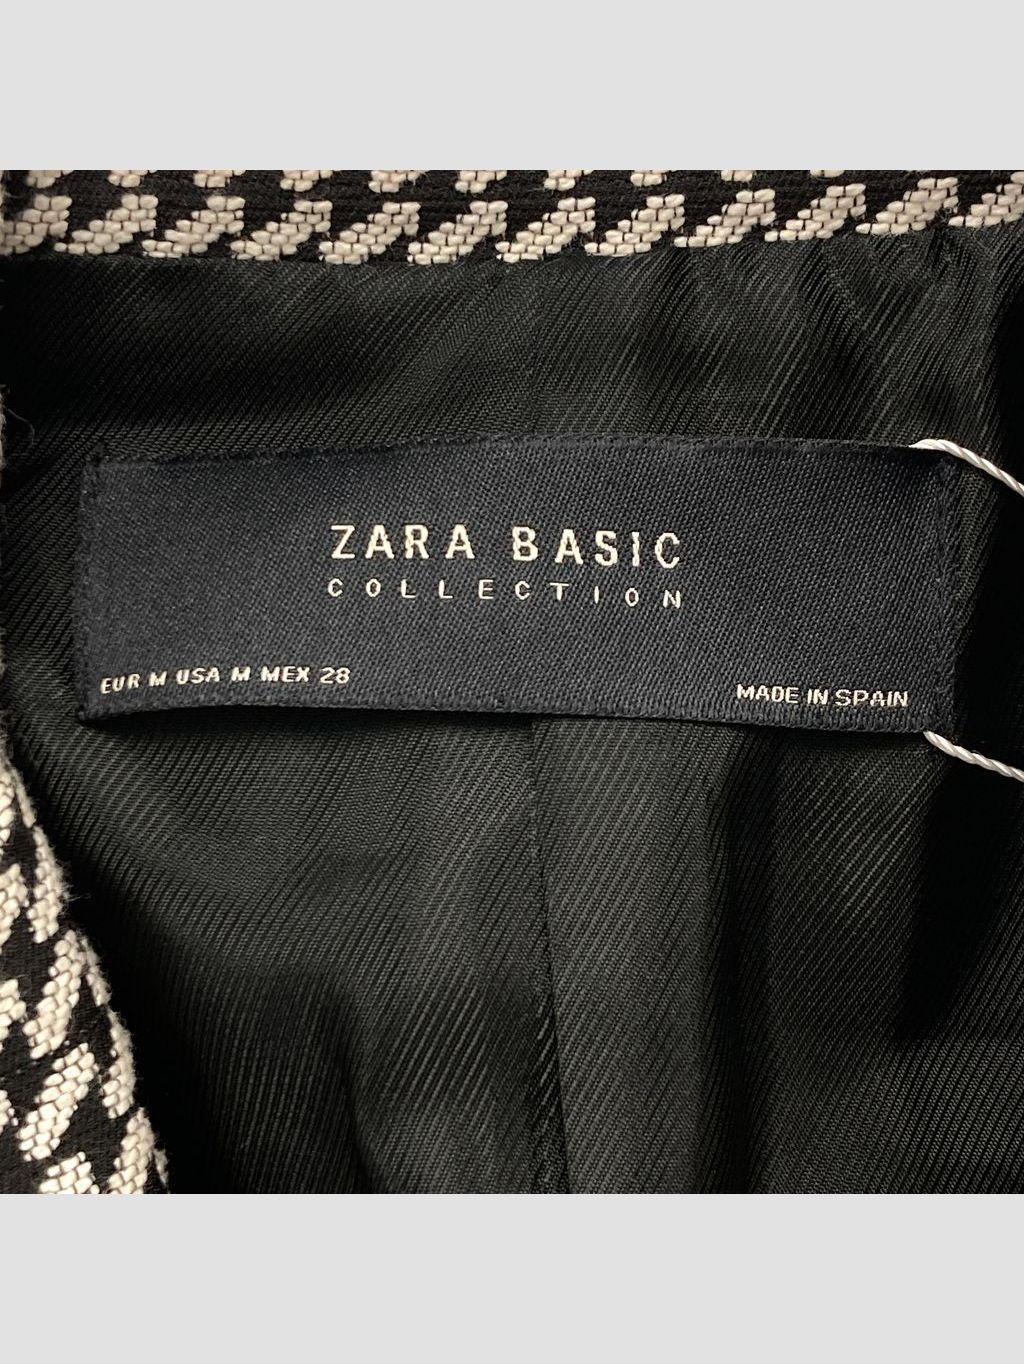 ZARA BASIC
COLLECTION
EUR M USA M MEX 28
MADE IN SPAIN